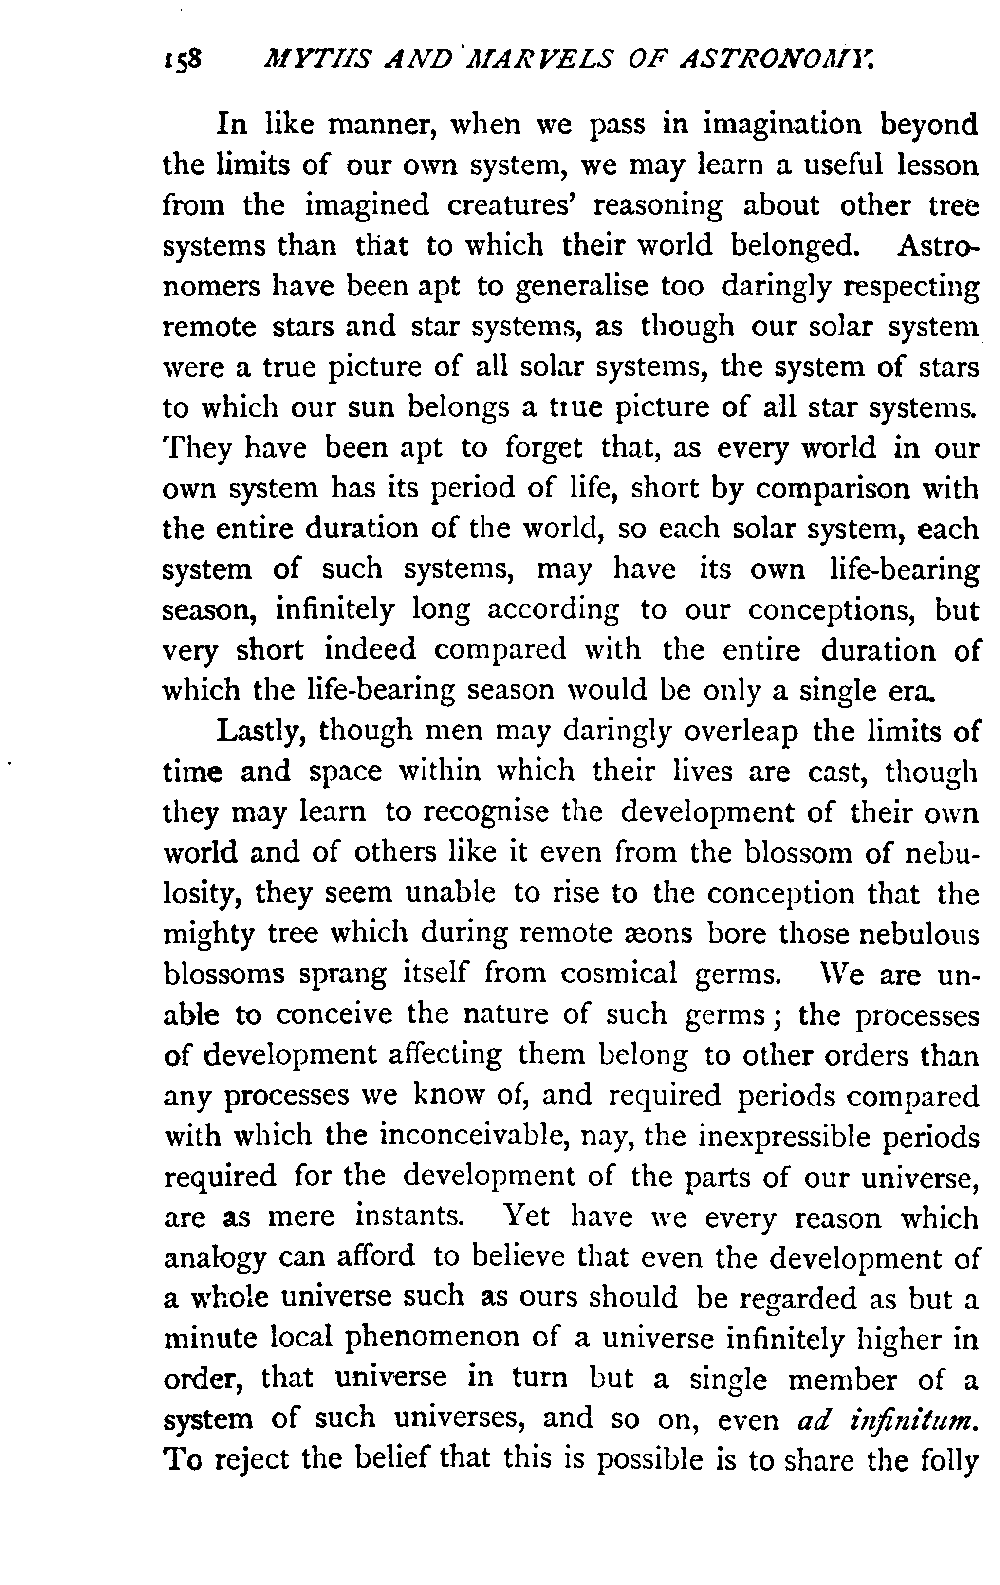 158 MYTHS AND MARVELS OF ASTRONOMY.
In like manner, when we pass in imagination beyond
the limits of our own system, we may learn a useful lesson
from the imagined creatures' reasoning about other tree
systems than that to which their world belonged. Astro-
nomers have been apt to generalise too daringly respecting
remote stars and star systems, as though our solar system
were a true picture of all solar systems, the system of stars
to which our sun belongs a true picture of all star systems.
They have been apt to forget that, as every world in our
own system has its period of life, short by comparison with
the entire duration of the world, so each solar system, each
system of such systems, may have its own life-bearing
season, infinitely long according to our conceptions, but
very short indeed compared with the entire duration of
which the life-bearing season would be only a single era.
Lastly, though men may daringly overleap the limits of
time and space within which their lives are cast, though
they may learn to recognise the development of their own
world and of others like it even from the blossom of nebu-
losity, they seem unable to rise to the conception that the
mighty tree which during remote æons bore those nebulous
blossoms sprang itself from cosmical germs. We are un-
able to conceive the nature of such germs; the processes
of development affecting them belong to other orders than
any processes we know of, and required periods compared
with which the inconceivable, nay, the inexpressible periods
required for the development of the parts of our universe,
are as mere instants. Yet have we every reason which
analogy can afford to believe that even the development of
a whole universe such as ours should be regarded as but a
minute local phenomenon of a universe infinitely higher in
order, that universe in turn but a single member of a
system of such universes, and so on, even ad infinitum.
To reject the belief that this is possible is to share the folly